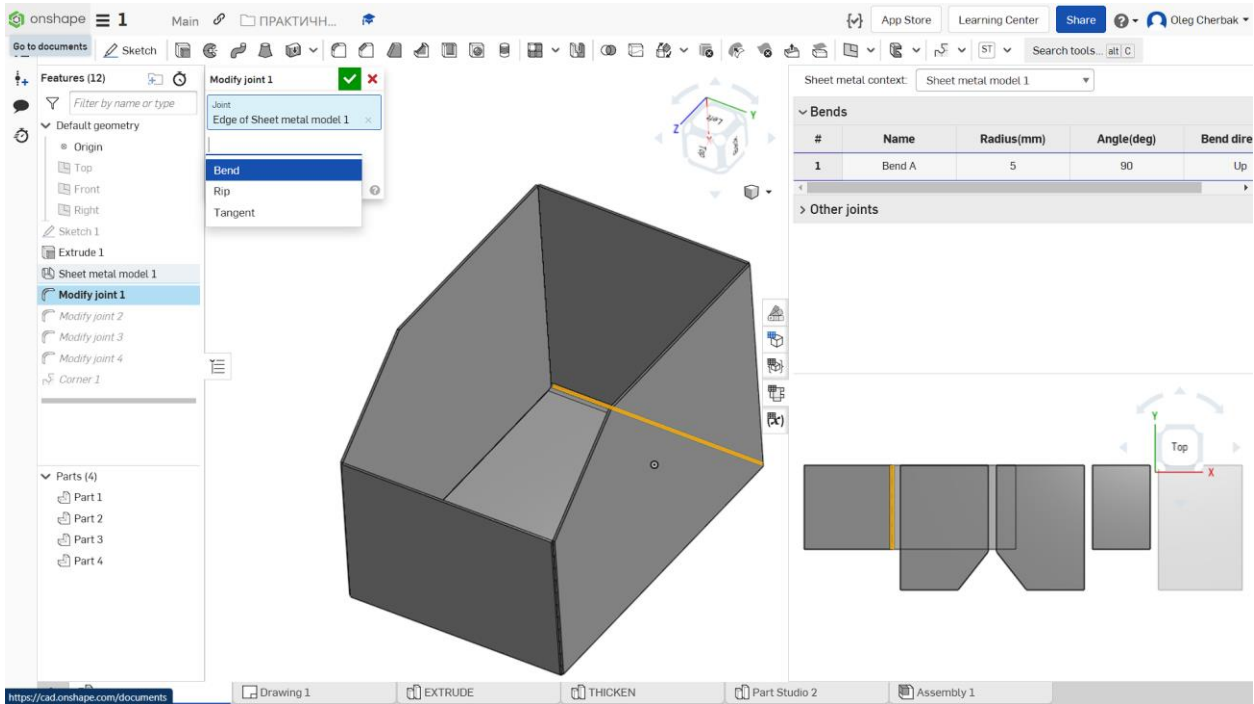 onshape 1 Main ПРАКТИЧН... App Store Learning Center Share Oleg Cherbak
Go to documents Sketch ST Search tools... alt C
Features (12)
Filter by name or type
Default geometry
Origin
Top
Front
Right
Sketch 1
Extrude 1
Sheet metal model 1
Modify joint 1
Modify joint 2
Modify joint 3
Modify joint 4
Corner 1
Parts (4)
Part 1
Part 2
Part 3
Part 4
Modify joint 1
Joint
Edge of Sheet metal model 1
Bend
Rip
Tangent
Z Y
Sheet metal context: Sheet metal model 1
Bends
# Name Radius(mm) Angle(deg) Bend dire
1 Bend A 5 90 Up
Other joints
(x)
Y
Top
X
https://cad.onshape.com/documents Drawing 1 EXTRUDE THICKEN Part Studio 2 Assembly 1